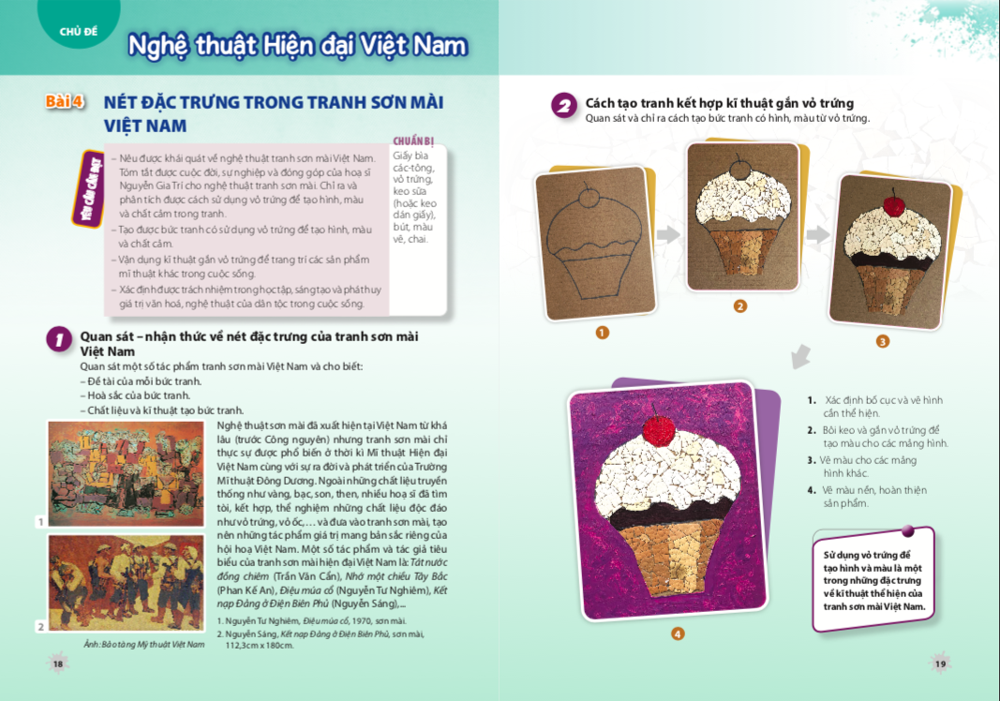 CHỦ ĐỀ
Nghệ thuật Hiện đại Việt Nam
Bài 4
NÉT ĐẶC TRƯNG TRONG TRANH SƠN MÀI
VIỆT NAM
YÊU CẦU CẦN ĐẠT
– Nêu được khái quát về nghệ thuật tranh sơn mài Việt Nam.
Tóm tắt được cuộc đời, sự nghiệp và đóng góp của hoạ sĩ
Nguyễn Gia Trí cho nghệ thuật tranh sơn mài. Chỉ ra và
phân tích được cách sử dụng vỏ trứng để tạo hình, màu
và chất cảm trong tranh.
– Tạo được bức tranh có sử dụng vỏ trứng để tạo hình, màu
và chất cảm.
– Vận dụng kĩ thuật gắn vỏ trứng để trang trí các sản phẩm
mĩ thuật khác trong cuộc sống.
– Xác định được trách nhiệm trong học tập, sáng tạo và phát huy
giá trị văn hoá, nghệ thuật của dân tộc trong cuộc sống.
CHUẨN BỊ
Giấy bìa
các-tông,
vỏ trứng,
keo sữa
(hoặc keo
dán giấy),
bút, màu
vẽ, chai.
1
Quan sát – nhận thức về nét đặc trưng của tranh sơn mài
Việt Nam
Quan sát một số tác phẩm tranh sơn mài Việt Nam và cho biết:
– Đề tài của mỗi bức tranh.
– Hoà sắc của bức tranh.
– Chất liệu và kĩ thuật tạo bức tranh.
1
2
Ảnh: Bảo tàng Mỹ thuật Việt Nam
Nghệ thuật sơn mài đã xuất hiện tại Việt Nam từ khá
lâu (trước Công nguyên) nhưng tranh sơn mài chỉ
thực sự được phổ biến ở thời kì Mĩ thuật Hiện đại
Việt Nam cùng với sự ra đời và phát triển của Trường
Mĩ thuật Đông Dương. Ngoài những chất liệu truyền
thống như vàng, bạc, son, then, nhiều hoạ sĩ đã tìm
tòi, kết hợp, thể nghiệm những chất liệu độc đáo
như vỏ trứng, vỏ ốc,… và đưa vào tranh sơn mài, tạo
nên những tác phẩm giá trị mang bản sắc riêng của
hội hoạ Việt Nam. Một số tác phẩm và tác giả tiêu
biểu của tranh sơn mài hiện đại Việt Nam là: Tát nước
đồng chiêm (Trần Văn Cẩn), Nhớ một chiều Tây Bắc
(Phan Kế An), Điệu múa cổ (Nguyễn Tư Nghiêm), Kết
nạp Đảng ở Điện Biên Phủ (Nguyễn Sáng),...
1. Nguyễn Tư Nghiêm, Điệu múa cổ, 1970, sơn mài.
2. Nguyễn Sáng, Kết nạp Đảng ở Điện Biên Phủ, sơn mài,
112,3cm x 180cm.
18
2
Cách tạo tranh kết hợp kĩ thuật gắn vỏ trứng
Quan sát và chỉ ra cách tạo bức tranh có hình, màu từ vỏ trứng.
1
2
3
4
1. Xác định bố cục và vẽ hình
cần thể hiện.
2. Bôi keo và gắn vỏ trứng để
tạo màu cho các mảng hình.
3. Vẽ màu cho các mảng
hình khác.
4. Vẽ màu nền, hoàn thiện
sản phẩm.
Sử dụng vỏ trứng để
tạo hình và màu là một
trong những đặc trưng
về kĩ thuật thể hiện của
tranh sơn mài Việt Nam.
19